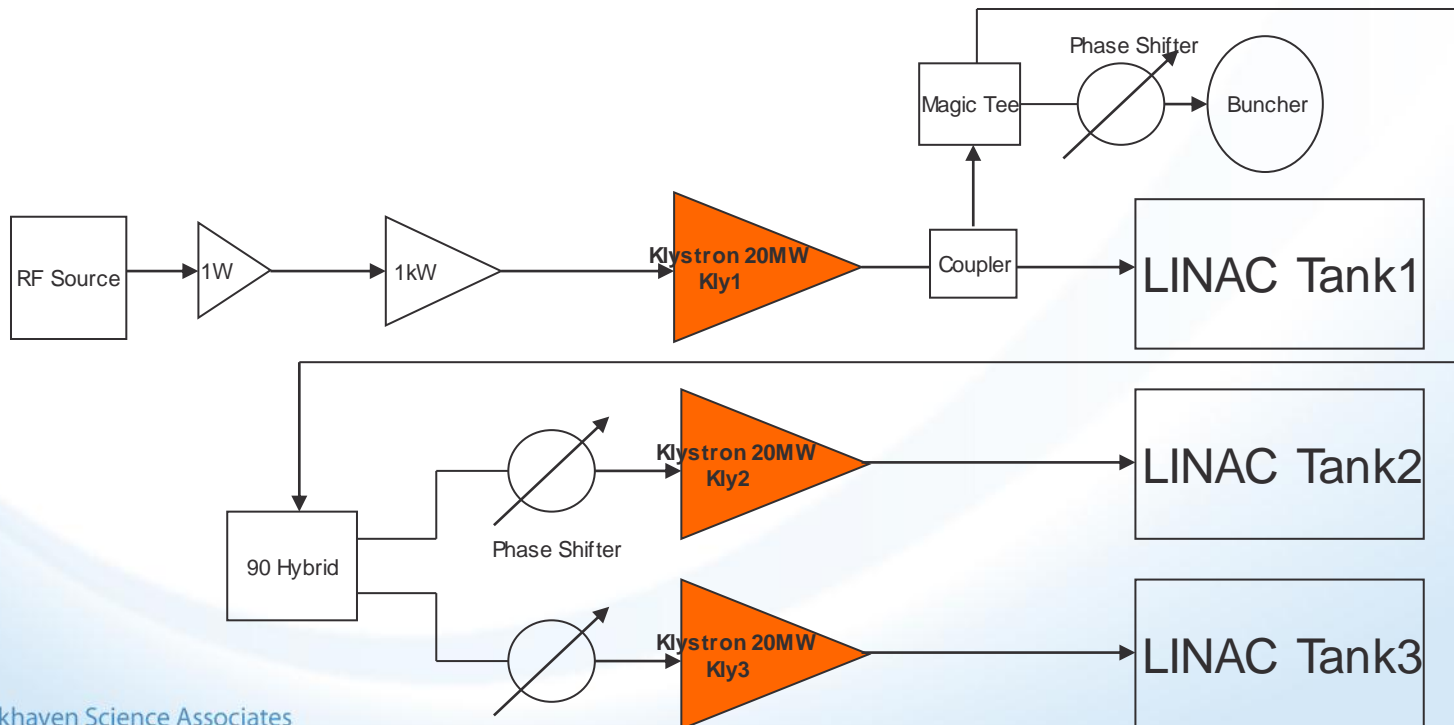 Phase Shifter
Magic Tee
Buncher
RF Source
1W
1kW
Klystron 20MW
Kly1
Coupler
LINAC Tank1
Klystron 20MW
Kly2
LINAC Tank2
Phase Shifter
90 Hybrid
Klystron 20MW
Kly3
LINAC Tank3
khaven Science Associates